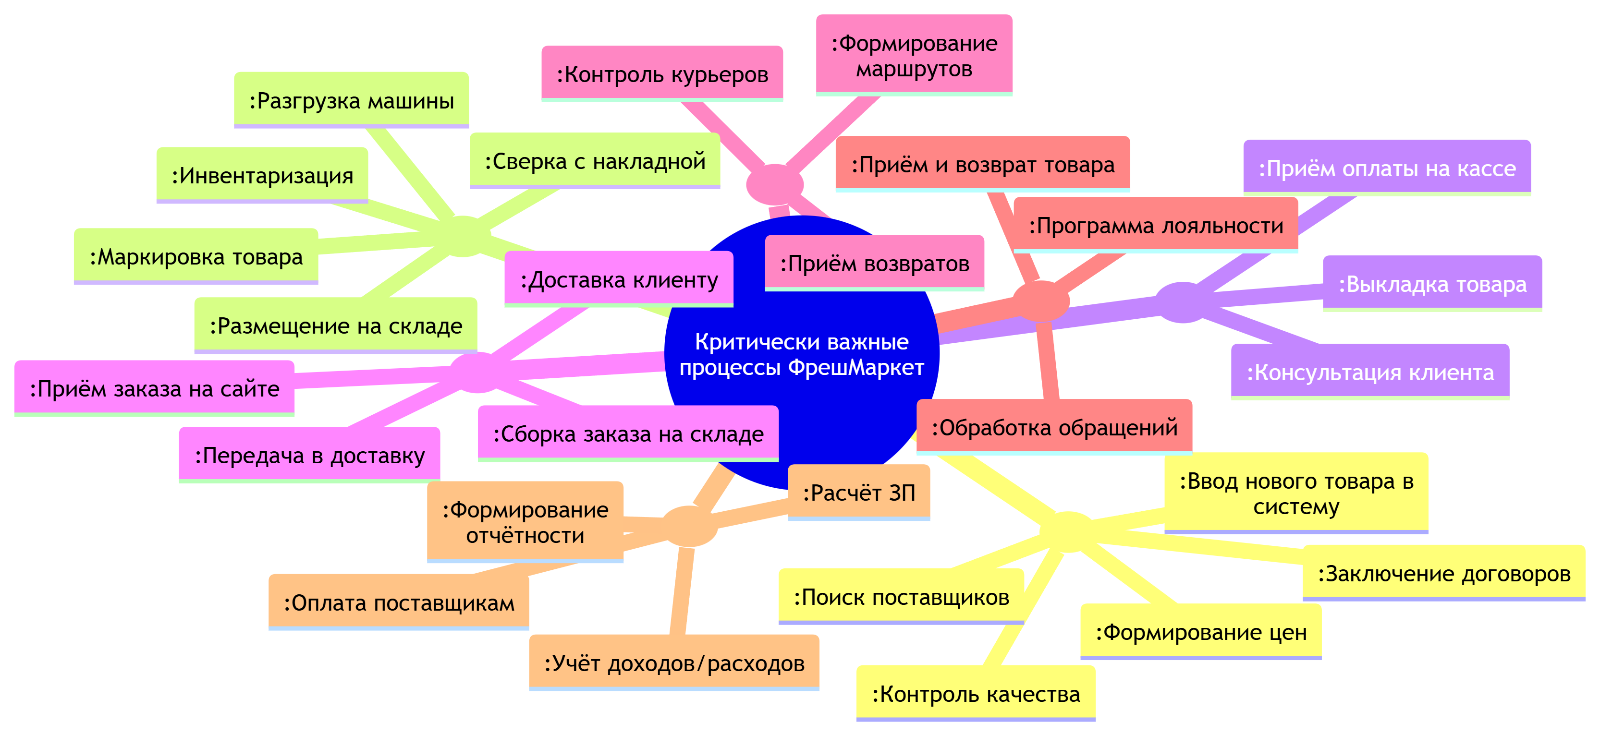 :Формирование
маршрутов
:Контроль курьеров
:Разгрузка машины
:Сверка с накладной
:Приём и возврат товара
:Приём оплаты на кассе
:Инвентаризация
:Программа лояльности
:Маркировка товара
:Доставка клиенту
:Приём возвратов
:Выкладка товара
:Размещение на складе
Критически важные
процессы ФрешМаркет
:Консультация клиента
:Приём заказа на сайте
:Сборка заказа на складе
:Обработка обращений
:Передача в доставку
:Расчёт ЗП
:Ввод нового товара в
систему
:Формирование
отчётности
:Заключение договоров
:Оплата поставщикам
:Поиск поставщиков
:Формирование цен
:Учёт доходов/расходов
:Контроль качества